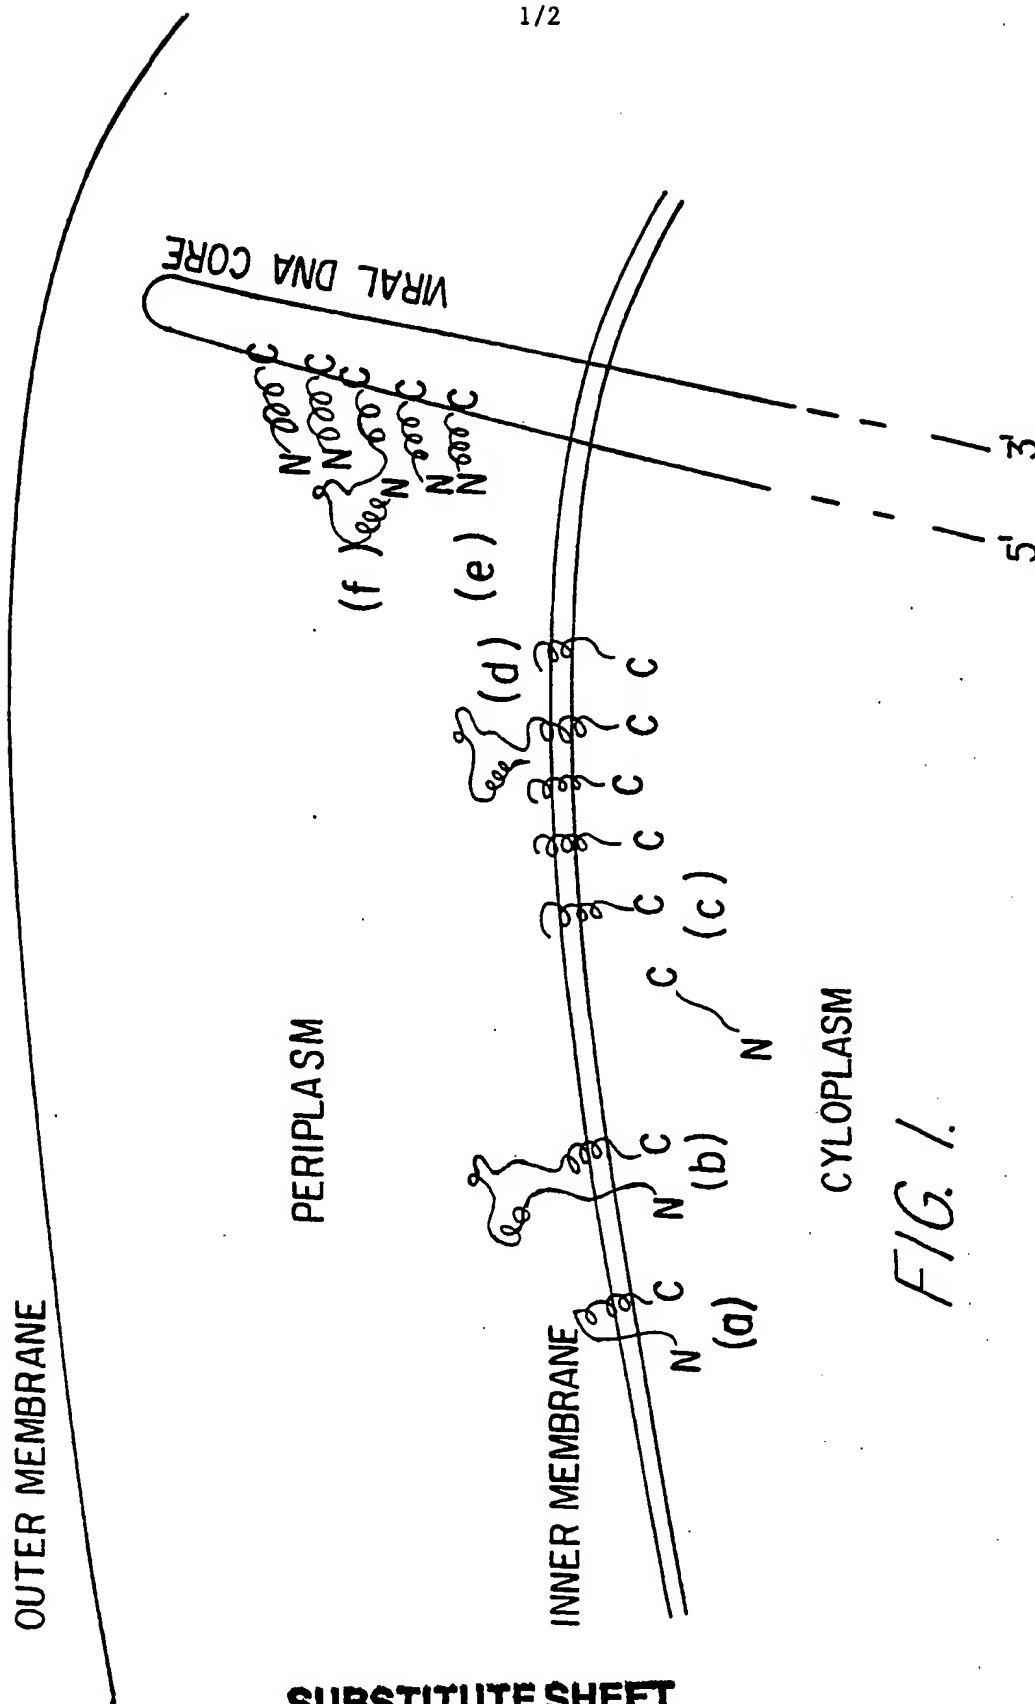 1/2
OUTER MEMBRANE
PERIPLASM
INNER MEMBRANE
CYLOPLASM
VIRAL DNA CORE
N
C
(a)
N
C
(b)
N
C
C
(c)
C
C
C
C
(d)
N
C
N
C
N
C
N
C
N
C
(e)
(f)
5'
3'
FIG. 1.
SUBSTITUTE SHEET